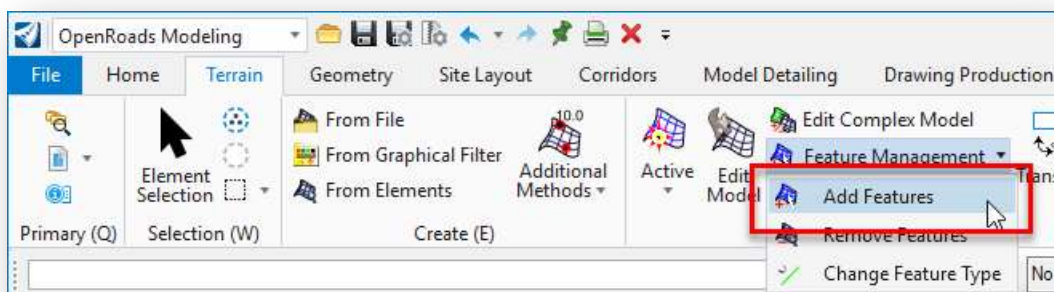 OpenRoads Modeling
File Home Terrain Geometry Site Layout Corridors Model Detailing Drawing Production
Element
Selection
From File
From Graphical Filter
From Elements
10.0
Additional
Methods
Active
Edit
Model
Edit Complex Model
Feature Management
Add Features
Remove Features
Change Feature Type
Primary (Q) Selection (W) Create (E)
No